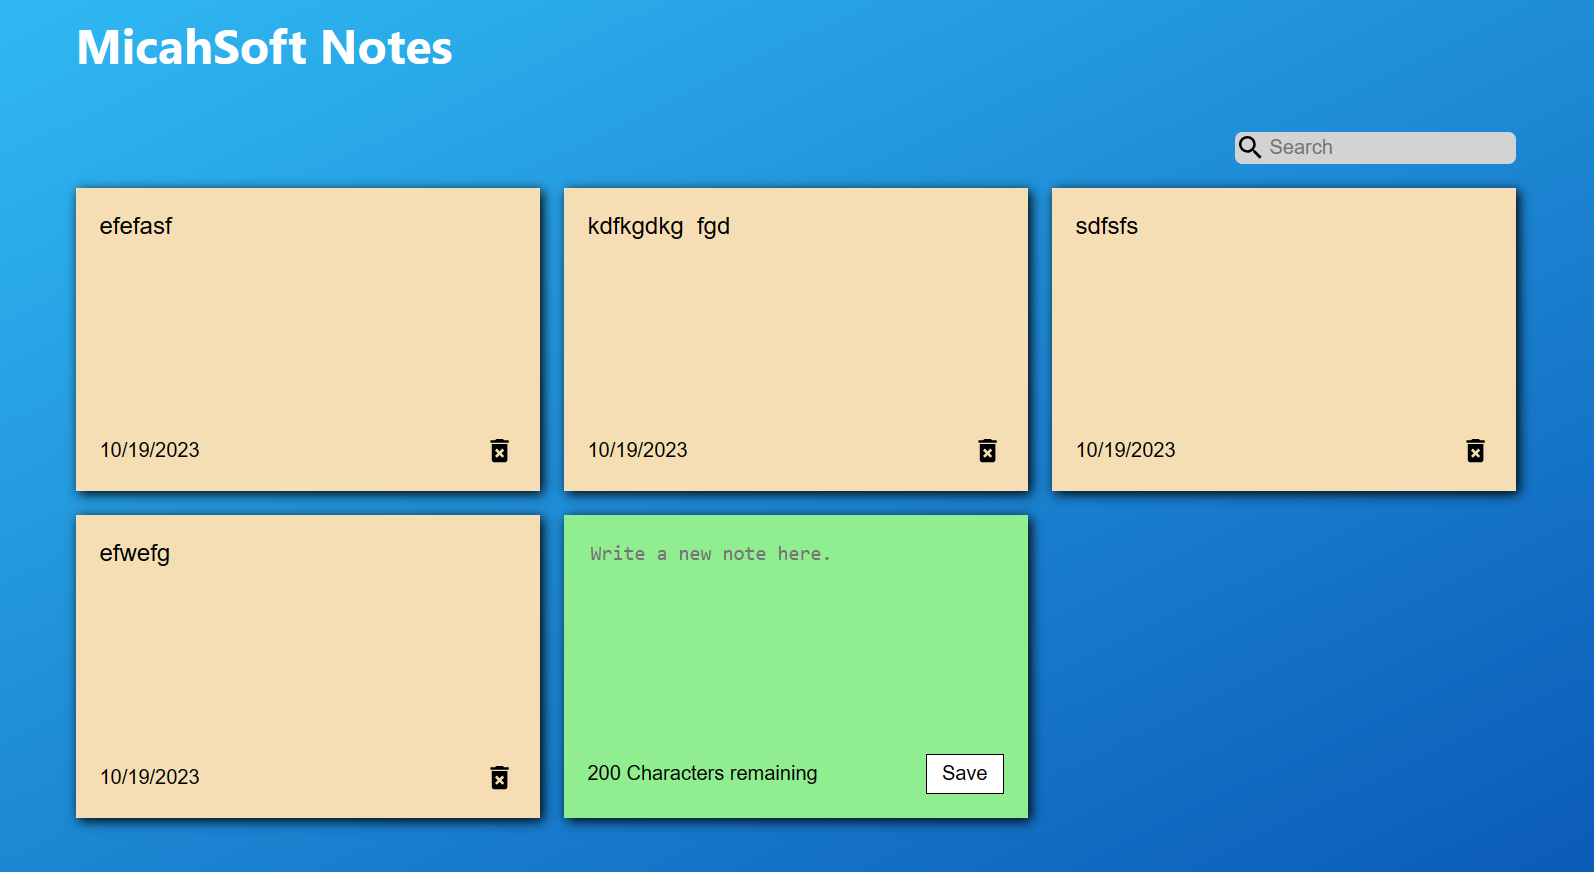 MicahSoft Notes
Search
efefasf
kdfkgdkg  fgd
sdfsfs
10/19/2023
10/19/2023
10/19/2023
efwefg
Write a new note here.
10/19/2023
200 Characters remaining
Save